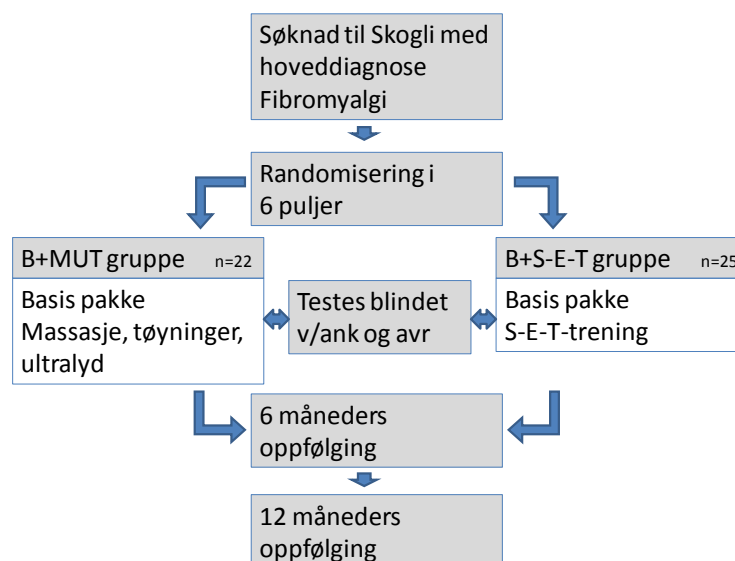 Søknad til Skogli med
hoveddiagnose
Fibromyalgi
Randomisering i
6 puljer
B+MUT gruppe n=22
Basis pakke
Massasje, tøyninger,
ultralyd
Testes blindet
v/ank og avr
B+S-E-T gruppe n=25
Basis pakke
S-E-T-trening
6 måneders
oppfølging
12 måneders
oppfølging